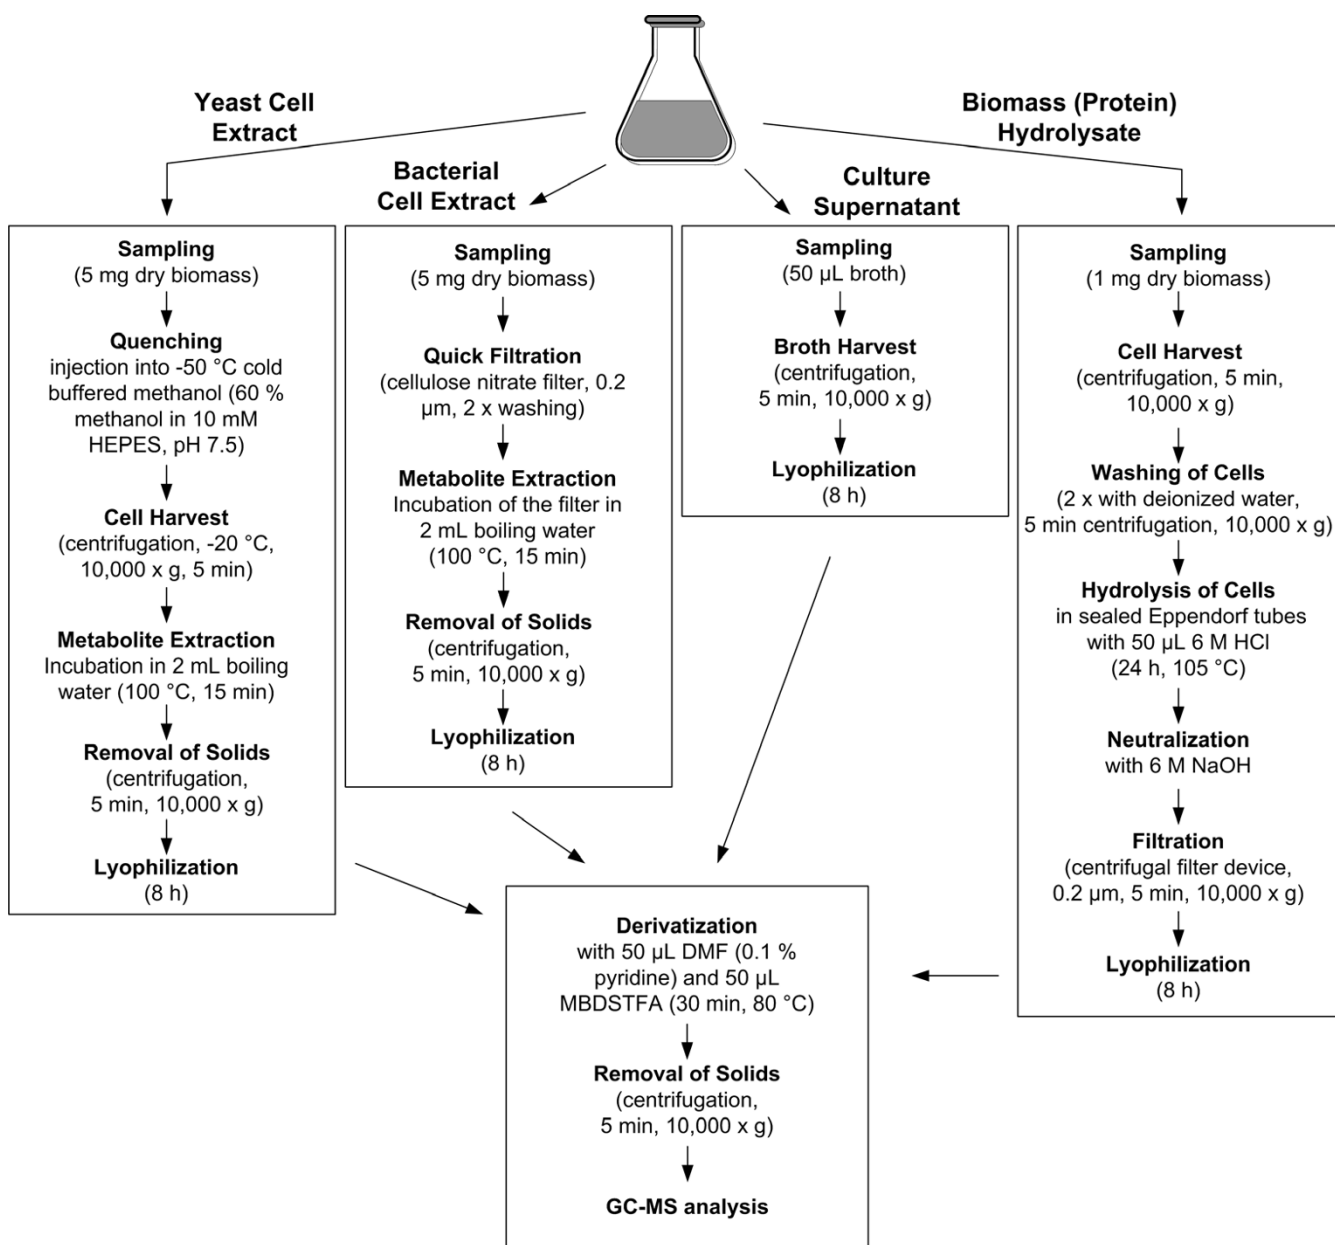 Yeast Cell
Extract
Bacterial
Cell Extract
Culture
Supernatant
Biomass (Protein)
Hydrolysate
Sampling
(5 mg dry biomass)
Quenching
injection into -50 °C cold
buffered methanol (60 %
methanol in 10 mM
HEPES, pH 7.5)
Cell Harvest
(centrifugation, -20 °C,
10,000 x g, 5 min)
Metabolite Extraction
Incubation in 2 mL boiling
water (100 °C, 15 min)
Removal of Solids
(centrifugation,
5 min, 10,000 x g)
Lyophilization
(8 h)
Sampling
(5 mg dry biomass)
Quick Filtration
(cellulose nitrate filter, 0.2
µm, 2 x washing)
Metabolite Extraction
Incubation of the filter in
2 mL boiling water
(100 °C, 15 min)
Removal of Solids
(centrifugation,
5 min, 10,000 x g)
Lyophilization
(8 h)
Sampling
(50 µL broth)
Broth Harvest
(centrifugation,
5 min, 10,000 x g)
Lyophilization
(8 h)
Sampling
(1 mg dry biomass)
Cell Harvest
(centrifugation, 5 min,
10,000 x g)
Washing of Cells
(2 x with deionized water,
5 min centrifugation, 10,000 x g)
Hydrolysis of Cells
in sealed Eppendorf tubes
with 50 µL 6 M HCl
(24 h, 105 °C)
Neutralization
with 6 M NaOH
Filtration
(centrifugal filter device,
0.2 µm, 5 min, 10,000 x g)
Lyophilization
(8 h)
Derivatization
with 50 µL DMF (0.1 %
pyridine) and 50 µL
MBDSTFA (30 min, 80 °C)
Removal of Solids
(centrifugation,
5 min, 10,000 x g)
GC-MS analysis